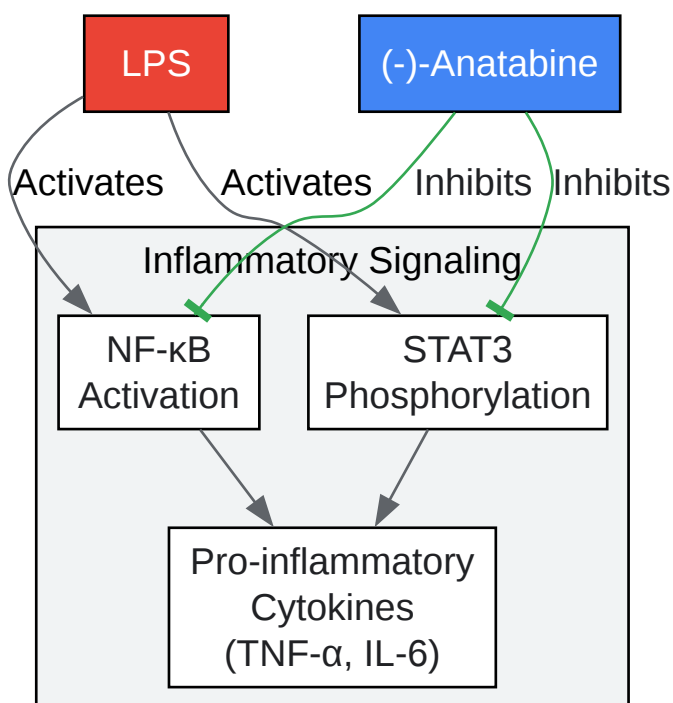 LPS
(-)-Anatabine
Activates
Activates
Inhibits
Inhibits
Inflammatory Signaling
NF-κB
Activation
STAT3
Phosphorylation
Pro-inflammatory
Cytokines
(TNF-α, IL-6)